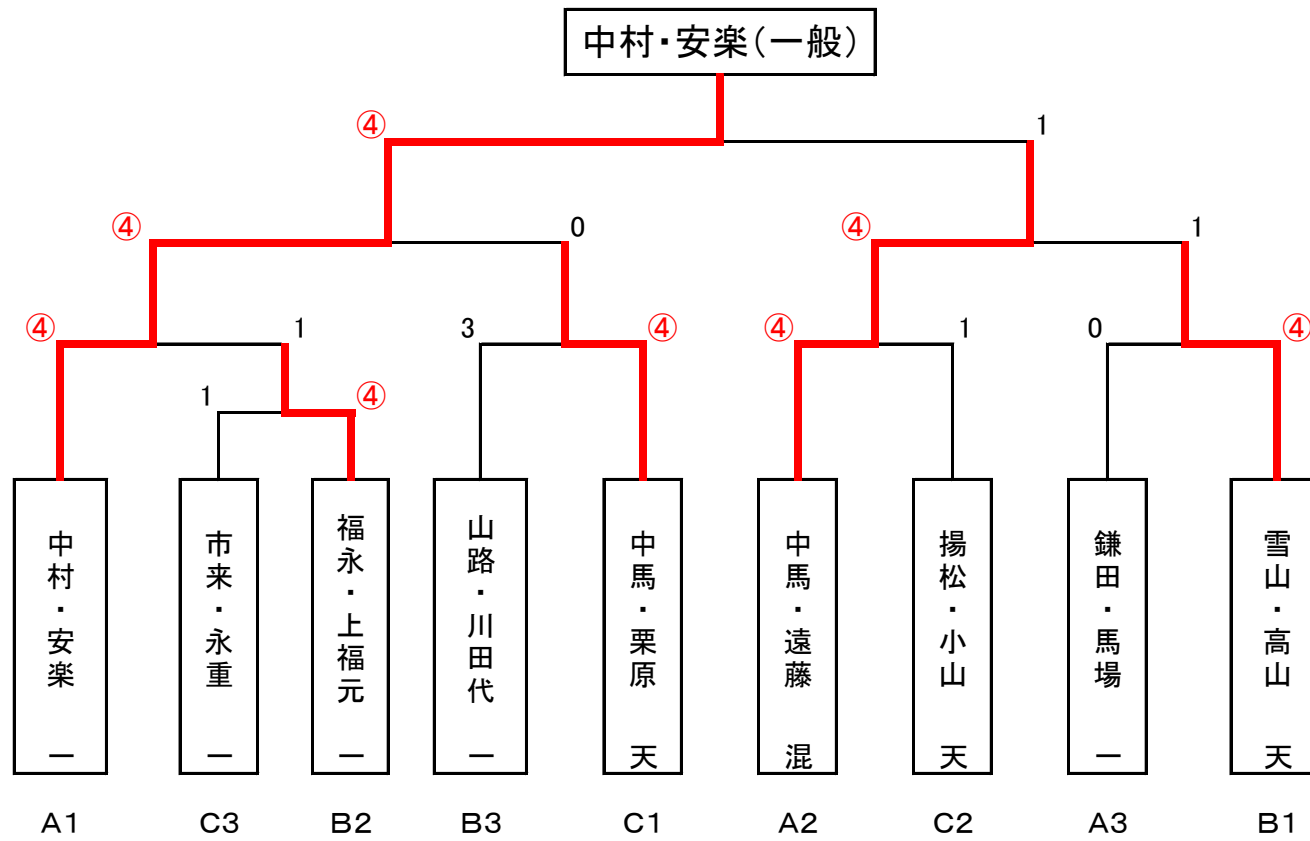 中村・安楽(一般)
④
1
④
0
④
1
④
1
3
④
④
1
0
④
1
④
中村・安楽 一
市来・永重 一
福永・上福元 一
山路・川田代 一
中馬・栗原 天
中馬・遠藤 混
揚松・小山 天
鎌田・馬場 一
雪山・高山 天
A1
C3
B2
B3
C1
A2
C2
A3
B1